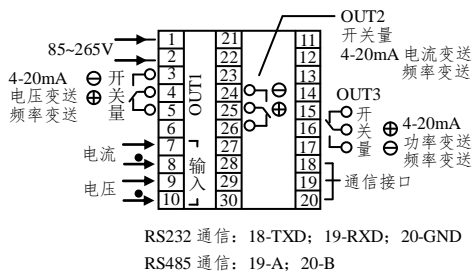 OUT2
开关量
4-20mA 电流变送
频率变送
85~265V
4-20mA ⊖ 开
电压变送 ⊕ 关
频率变送 量
OUT1
1 21 11
2 22 12
3 23 13
4 24 14
5 25 15
6 26 16
7 27 17
8 28 18
9 29 19
10 30 20
⊖
⊕
OUT3
开
关 ⊕ 4-20mA
量 ⊖ 功率变送
频率变送
电流
电压
输入
通信接口
RS232 通信：18-TXD；19-RXD；20-GND
RS485 通信：19-A；20-B